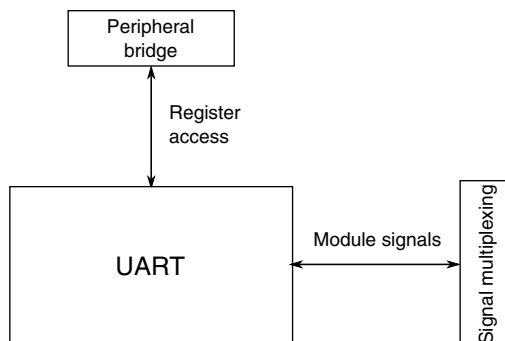 Peripheral
bridge
Register
access
UART
Module signals
Signal multiplexing